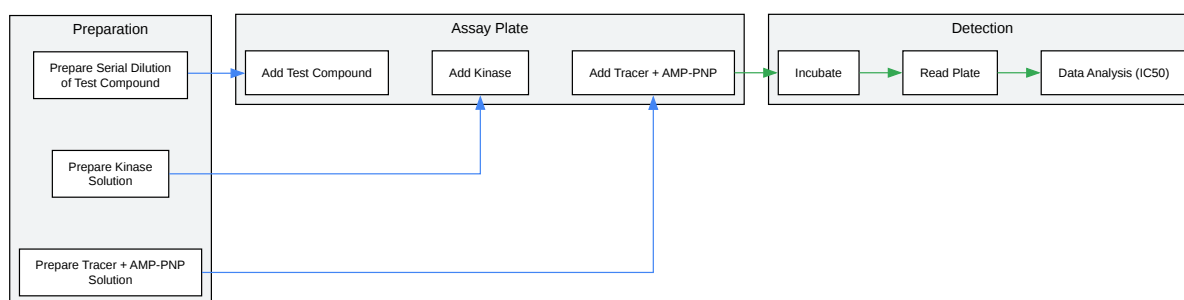 Preparation
Prepare Serial Dilution
of Test Compound
Prepare Kinase
Solution
Prepare Tracer + AMP-PNP
Solution
Assay Plate
Add Test Compound
Add Kinase
Add Tracer + AMP-PNP
Detection
Incubate
Read Plate
Data Analysis (IC50)